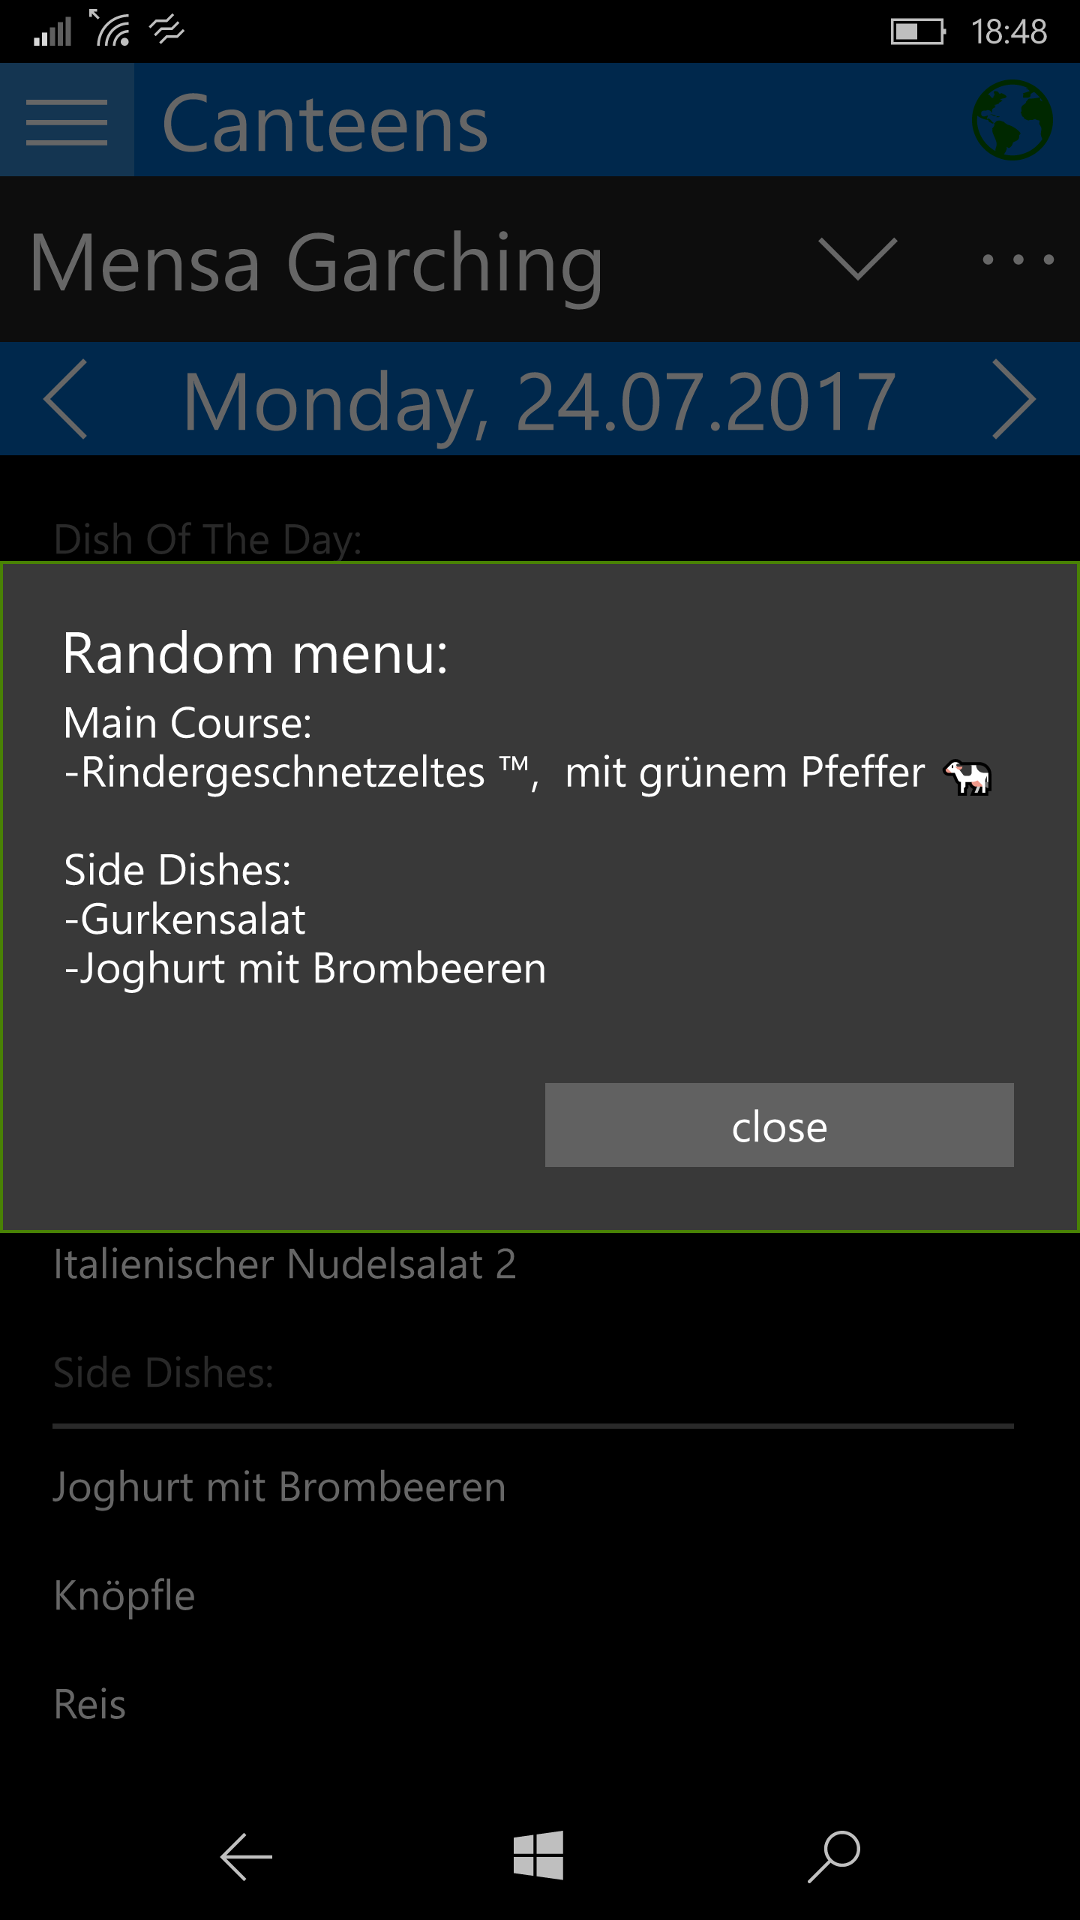 18:48
Canteens
Mensa Garching
Monday, 24.07.2017
Dish Of The Day:
Random menu:
Main Course:
-Rindergeschnetzeltes ™,  mit grünem Pfeffer 🐄
Side Dishes:
-Gurkensalat
-Joghurt mit Brombeeren
close
Italienischer Nudelsalat 2
Side Dishes:
Joghurt mit Brombeeren
Knöpfle
Reis